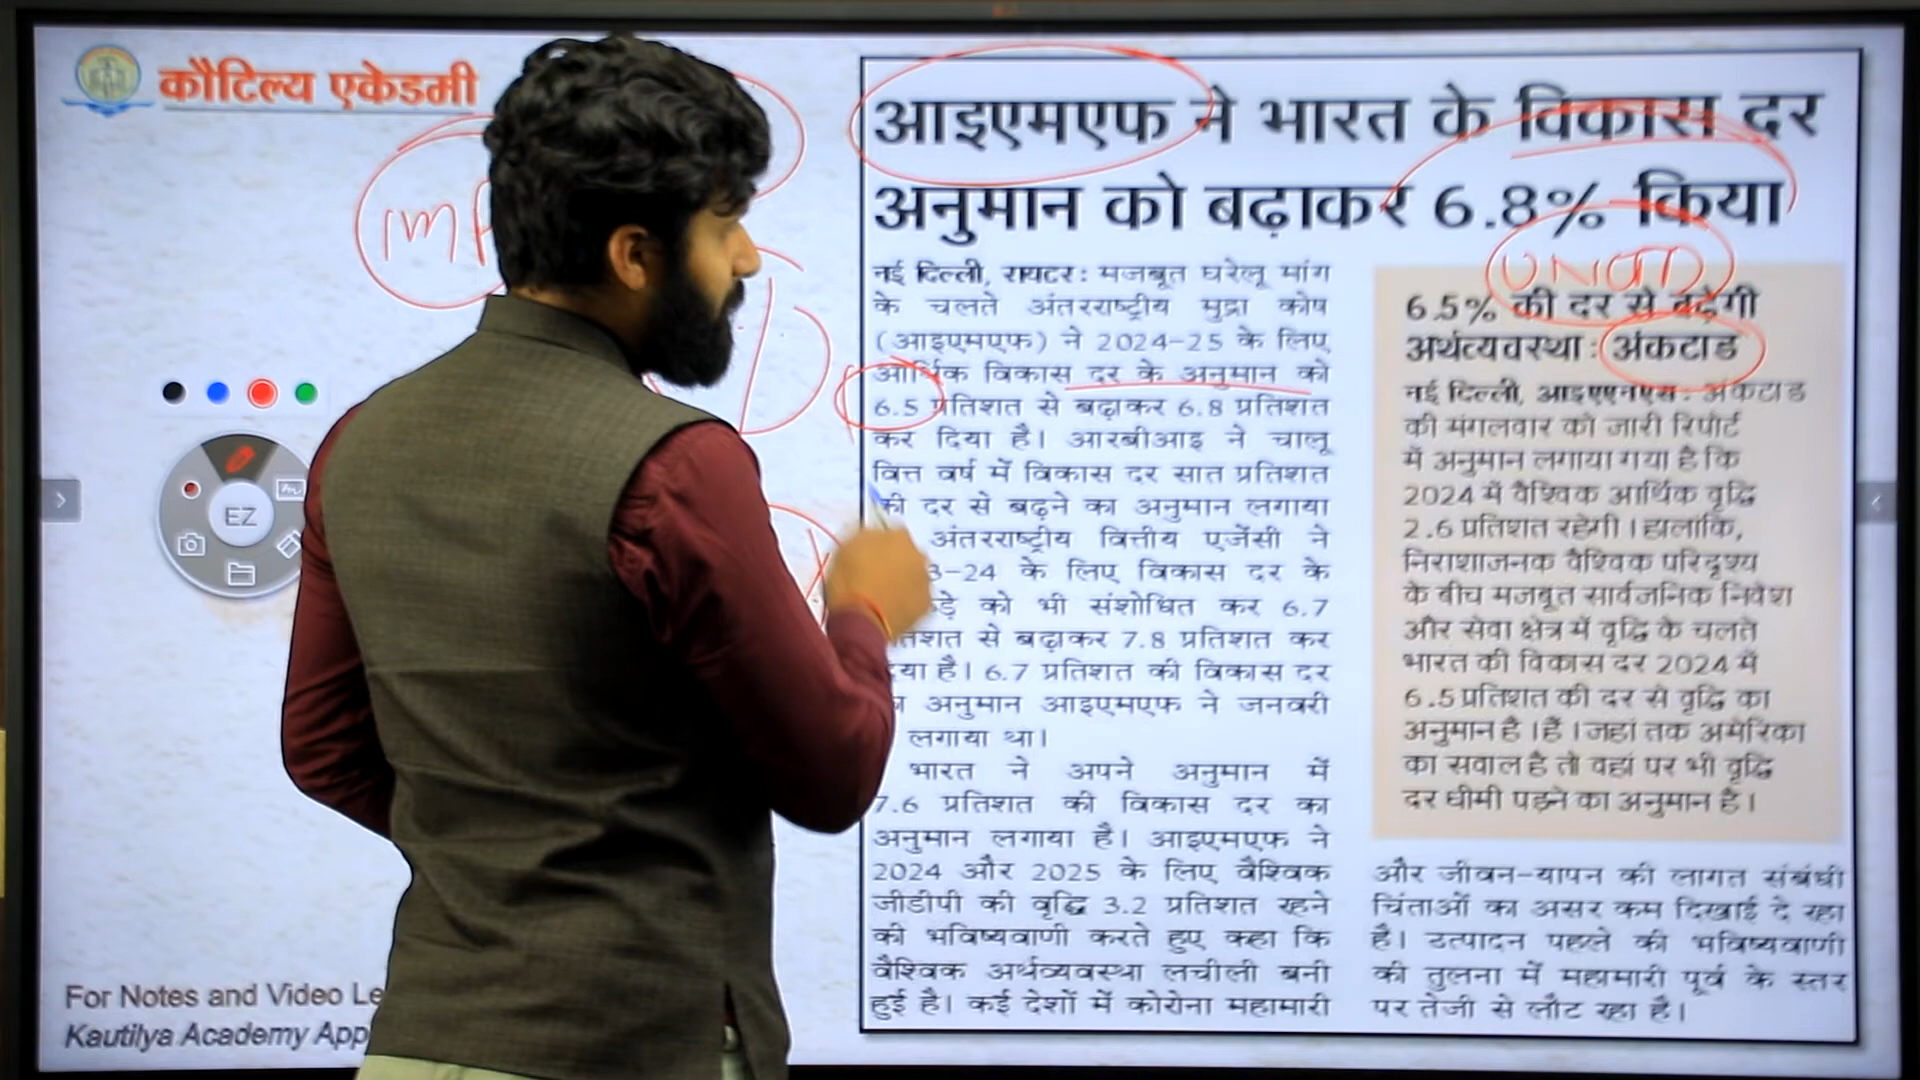 कौटिल्य एकेडमी
आइएमएफ ने भारत के विकास दर
अनुमान को बढ़ाकर 6.8% किया
नई दिल्ली, रायटर: मजबूत घरेलू मांग
के चलते अंतरराष्ट्रीय मुद्रा कोष
(आइएमएफ) ने 2024-25 के लिए
आर्थिक विकास दर के अनुमान को
6.5 प्रतिशत से बढ़ाकर 6.8 प्रतिशत
कर दिया है। आरबीआइ ने चालू
वित्त वर्ष में विकास दर सात प्रतिशत
की दर से बढ़ने का अनुमान लगाया
अंतरराष्ट्रीय वित्तीय एजेंसी ने
3-24 के लिए विकास दर के
को भी संशोधित कर 6.7
से बढ़ाकर 7.8 प्रतिशत कर
है। 6.7 प्रतिशत की विकास दर
अनुमान आइएमएफ ने जनवरी
लगाया था।
भारत ने अपने अनुमान में
7.6 प्रतिशत की विकास दर का
अनुमान लगाया है। आइएमएफ ने
2024 और 2025 के लिए वैश्विक
जीडीपी की वृद्धि 3.2 प्रतिशत रहने
की भविष्यवाणी करते हुए कहा कि
वैश्विक अर्थव्यवस्था लचीली बनी
हुई है। कई देशों में कोरोना महामारी
6.5% की दर से बढ़ेगी
अर्थव्यवस्था: अंकटाड
नई दिल्ली, आइएएनएस: अंकटाड
की मंगलवार को जारी रिपोर्ट
में अनुमान लगाया गया है कि
2024 में वैश्विक आर्थिक वृद्धि
2.6 प्रतिशत रहेगी। हालांकि,
निराशाजनक वैश्विक परिदृश्य
के बीच मजबूत सार्वजनिक निवेश
और सेवा क्षेत्र में वृद्धि के चलते
भारत की विकास दर 2024 में
6.5 प्रतिशत की दर से वृद्धि का
अनुमान है।हैं।जहां तक अमेरिका
का सवाल है तो वहां पर भी वृद्धि
दर धीमी पड़ने का अनुमान है।
और जीवन-यापन की लागत संबंधी
चिंताओं का असर कम दिखाई दे रहा
है। उत्पादन पहले की भविष्यवाणी
की तुलना में महामारी पूर्व के स्तर
पर तेजी से लौट रहा है।
EZ
For Notes and Video
Kautilya Academy App